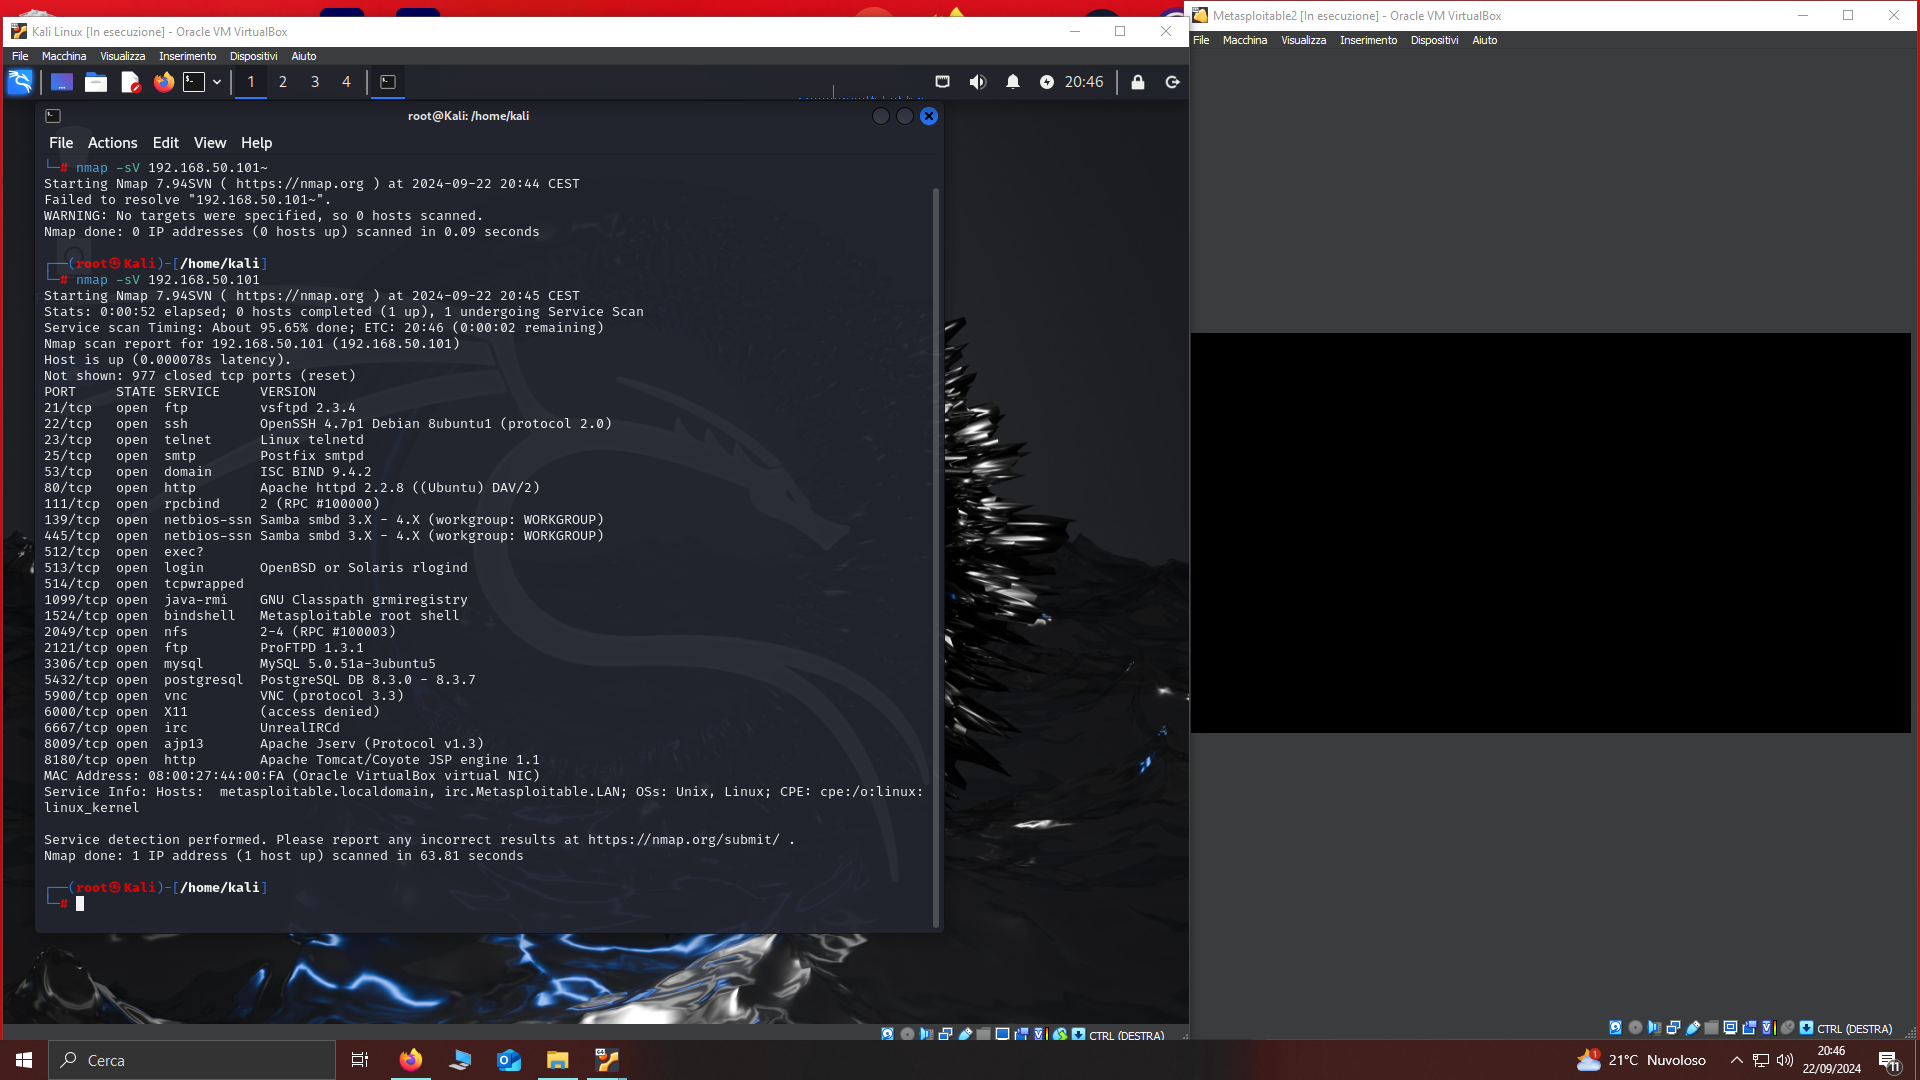 Kali Linux [In esecuzione] - Oracle VM VirtualBox
File Macchina Visualizza Inserimento Dispositivi Aiuto
1 2 3 4
20:46
root@Kali: /home/kali
File Actions Edit View Help
└─# nmap -sV 192.168.50.101~
Starting Nmap 7.94SVN ( https://nmap.org ) at 2024-09-22 20:44 CEST
Failed to resolve "192.168.50.101~".
WARNING: No targets were specified, so 0 hosts scanned.
Nmap done: 0 IP addresses (0 hosts up) scanned in 0.09 seconds
┌──(root㉿Kali)-[/home/kali]
└─# nmap -sV 192.168.50.101
Starting Nmap 7.94SVN ( https://nmap.org ) at 2024-09-22 20:45 CEST
Stats: 0:00:52 elapsed; 0 hosts completed (1 up), 1 undergoing Service Scan
Service scan Timing: About 95.65% done; ETC: 20:46 (0:00:02 remaining)
Nmap scan report for 192.168.50.101 (192.168.50.101)
Host is up (0.000078s latency).
Not shown: 977 closed tcp ports (reset)
PORT     STATE SERVICE     VERSION
21/tcp   open  ftp         vsftpd 2.3.4
22/tcp   open  ssh         OpenSSH 4.7p1 Debian 8ubuntu1 (protocol 2.0)
23/tcp   open  telnet      Linux telnetd
25/tcp   open  smtp        Postfix smtpd
53/tcp   open  domain      ISC BIND 9.4.2
80/tcp   open  http        Apache httpd 2.2.8 ((Ubuntu) DAV/2)
111/tcp  open  rpcbind     2 (RPC #100000)
139/tcp  open  netbios-ssn Samba smbd 3.X - 4.X (workgroup: WORKGROUP)
445/tcp  open  netbios-ssn Samba smbd 3.X - 4.X (workgroup: WORKGROUP)
512/tcp  open  exec?
513/tcp  open  login       OpenBSD or Solaris rlogind
514/tcp  open  tcpwrapped
1099/tcp open  java-rmi    GNU Classpath grmiregistry
1524/tcp open  bindshell   Metasploitable root shell
2049/tcp open  nfs         2-4 (RPC #100003)
2121/tcp open  ftp         ProFTPD 1.3.1
3306/tcp open  mysql       MySQL 5.0.51a-3ubuntu5
5432/tcp open  postgresql  PostgreSQL DB 8.3.0 - 8.3.7
5900/tcp open  vnc         VNC (protocol 3.3)
6000/tcp open  X11         (access denied)
6667/tcp open  irc         UnrealIRCd
8009/tcp open  ajp13       Apache Jserv (Protocol v1.3)
8180/tcp open  http        Apache Tomcat/Coyote JSP engine 1.1
MAC Address: 08:00:27:44:00:FA (Oracle VirtualBox virtual NIC)
Service Info: Hosts:  metasploitable.localdomain, irc.Metasploitable.LAN; OSs: Unix, Linux; CPE: cpe:/o:linux:
linux_kernel
Service detection performed. Please report any incorrect results at https://nmap.org/submit/ .
Nmap done: 1 IP address (1 host up) scanned in 63.81 seconds
┌──(root㉿Kali)-[/home/kali]
└─#
CTRL (DESTRA)
Metasploitable2 [In esecuzione] - Oracle VM VirtualBox
File Macchina Visualizza Inserimento Dispositivi Aiuto
CTRL (DESTRA)
Cerca
1
21°C Nuvoloso
20:46
22/09/2024
11